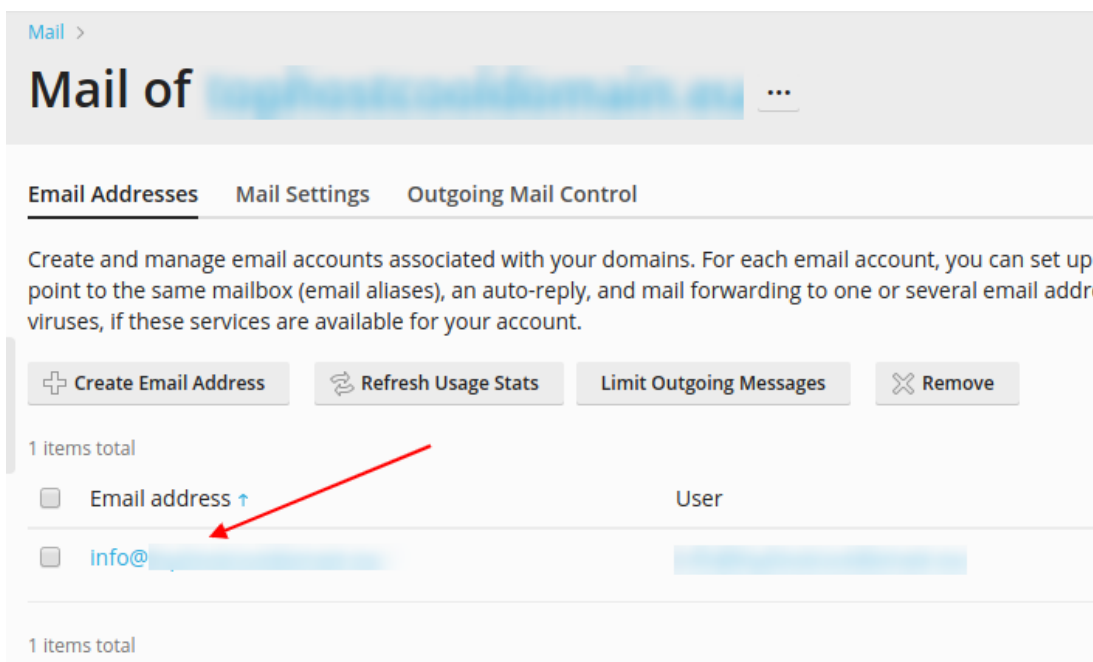 Mail >
Mail of ...
Email Addresses Mail Settings Outgoing Mail Control
Create and manage email accounts associated with your domains. For each email account, you can set up
point to the same mailbox (email aliases), an auto-reply, and mail forwarding to one or several email addre
viruses, if these services are available for your account.
Create Email Address Refresh Usage Stats Limit Outgoing Messages Remove
1 items total
Email address ↑ User
info@
1 items total